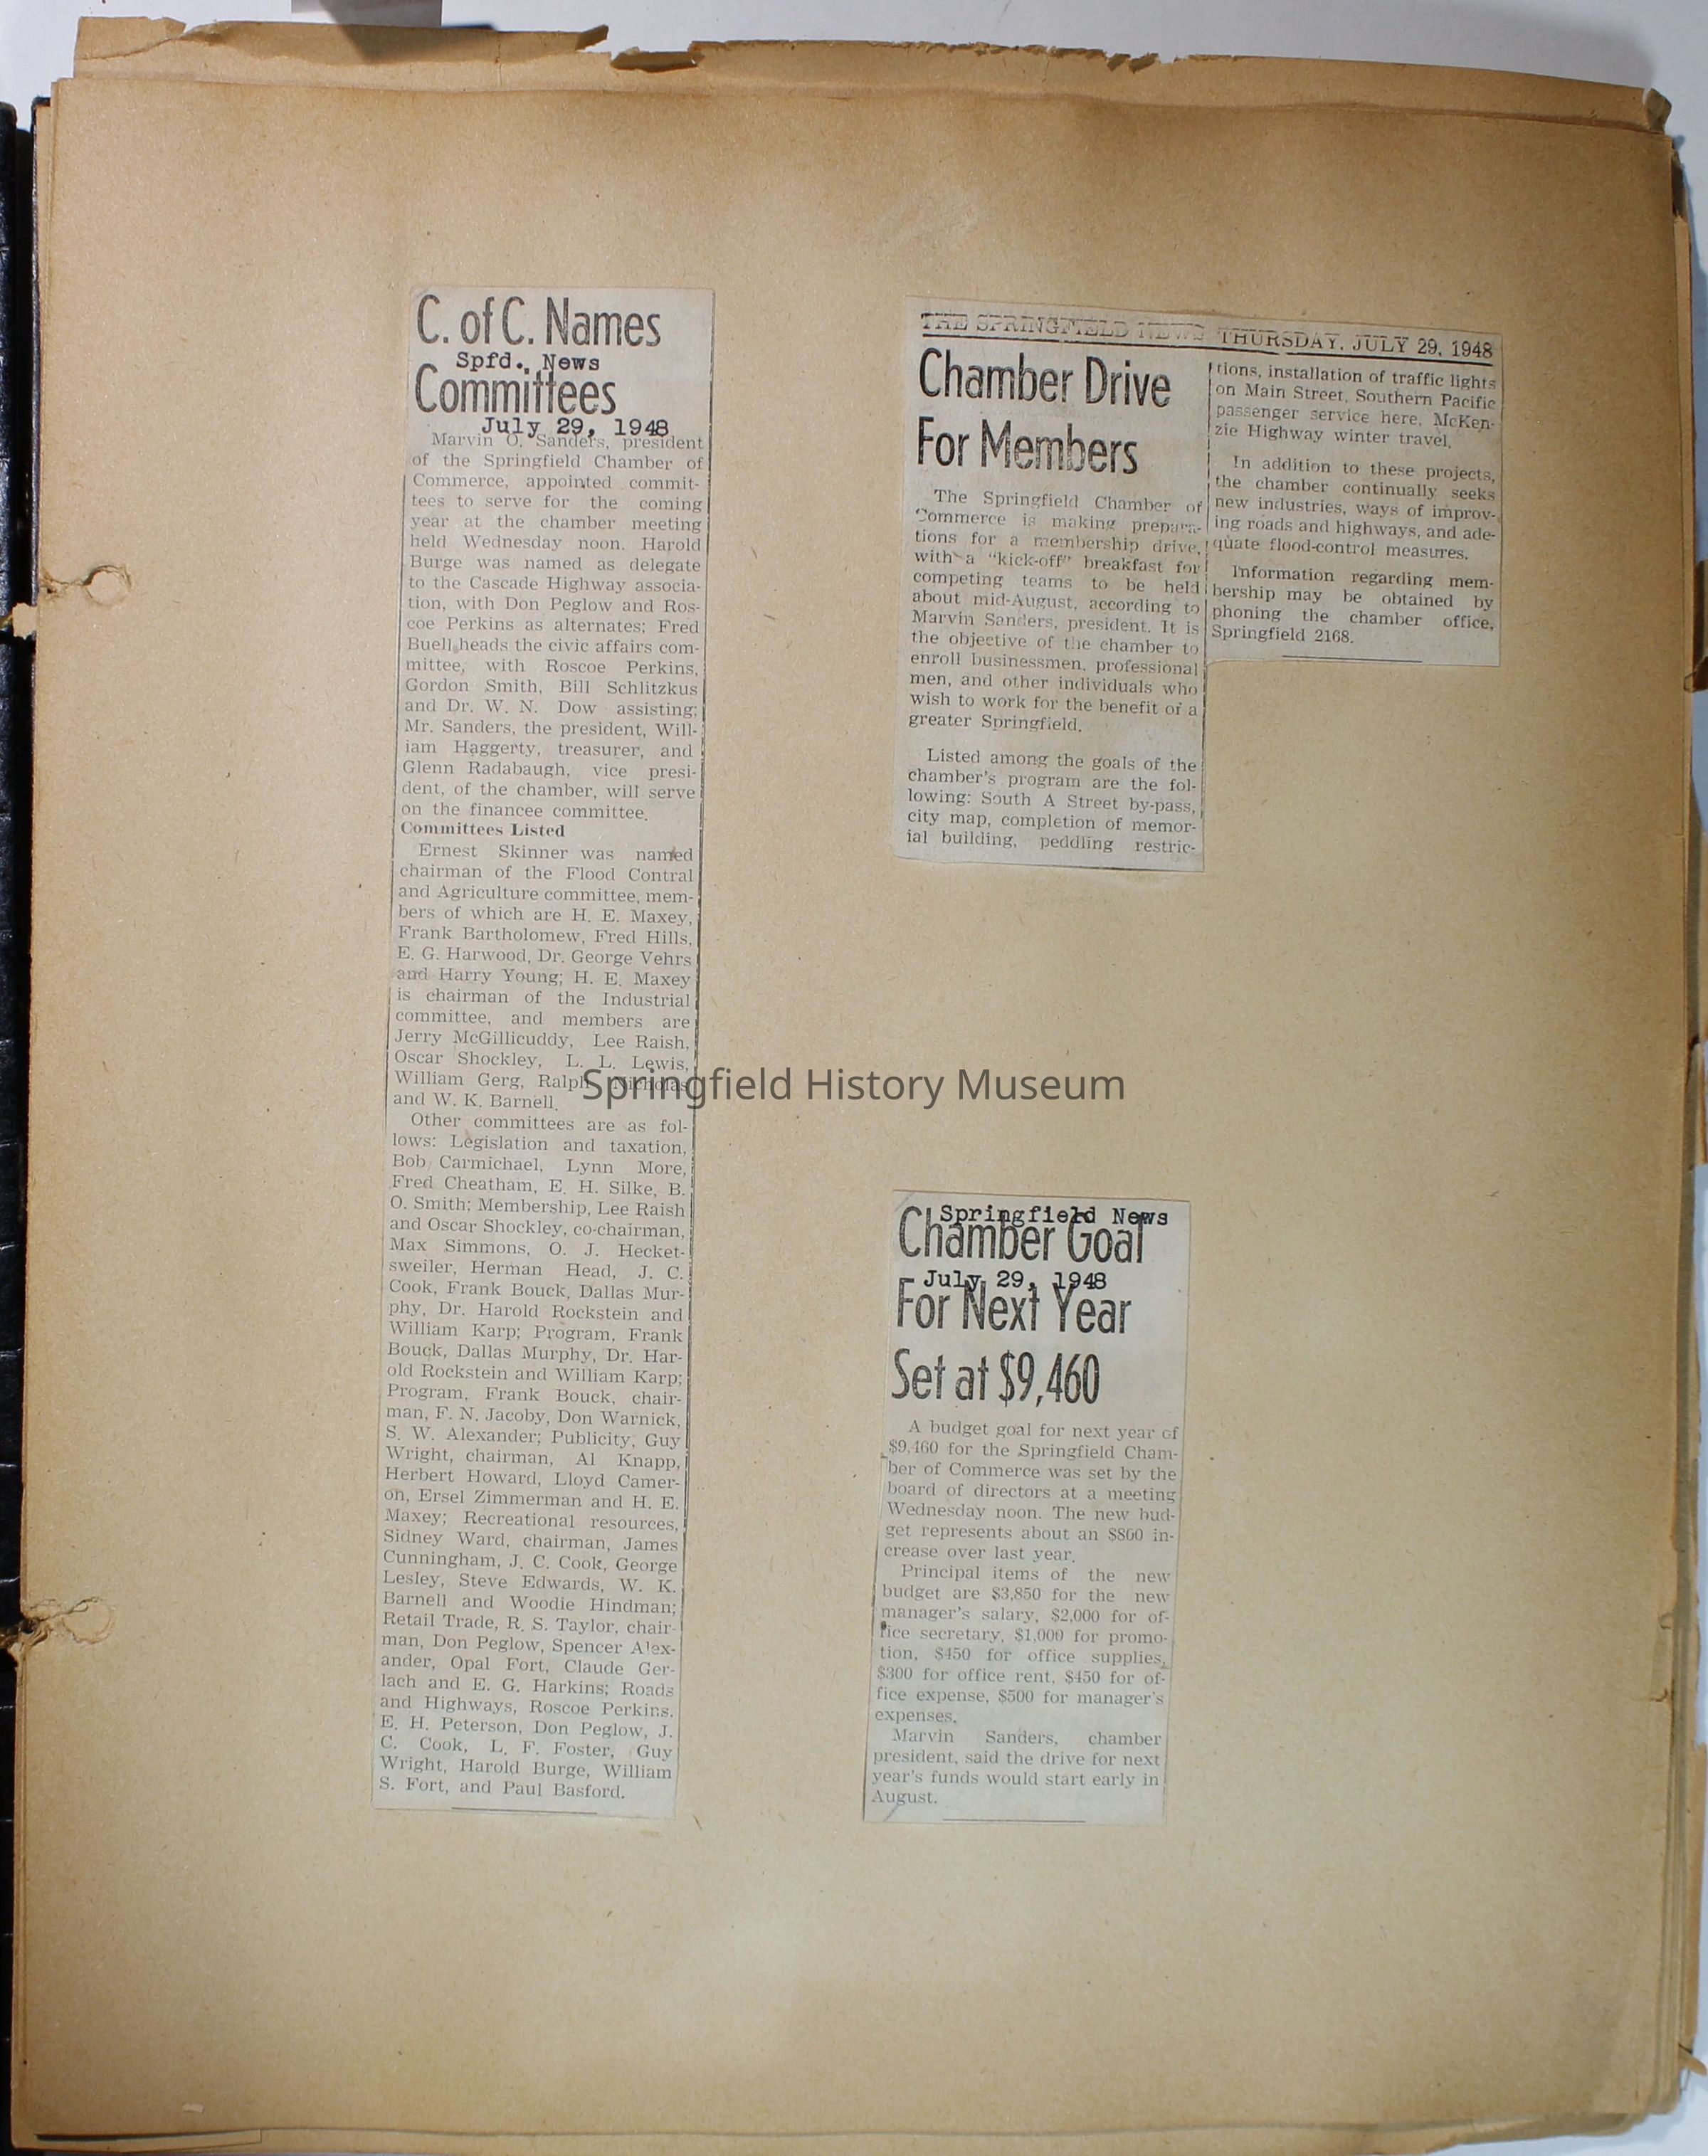 C. of C. Names
Spfd. News
Committees
July 29, 1948
Marvin O. Sanders, president
of the Springfield Chamber of
Commerce, appointed commit-
tees to serve for the coming
year at the chamber meeting
held Wednesday noon. Harold
Burge was named as delegate
to the Cascade Highway associa-
tion, with Don Peglow and Ros-
coe Perkins as alternates; Fred
Buell heads the civic affairs com-
mittee, with Roscoe Perkins,
Gordon Smith, Bill Schlitzkus
and Dr. W. N. Dow assisting;
Mr. Sanders, the president, Will-
iam Haggerty, treasurer, and
Glenn Radabaugh, vice presi-
dent, of the chamber, will serve
on the financee committee.
Committees Listed
Ernest Skinner was named
chairman of the Flood Contral
and Agriculture committee, mem-
bers of which are H. E. Maxey,
Frank Bartholomew, Fred Hills,
E. G. Harwood, Dr. George Vehrs
and Harry Young; H. E. Maxey
is chairman of the Industrial
committee, and members are
Jerry McGillicuddy, Lee Raish,
Oscar Shockley, L. L. Lewis,
William Gerg, Ralph Nicholas
and W. K. Barnell.
Other committees are as fol-
lows: Legislation and taxation,
Bob Carmichael, Lynn More,
Fred Cheatham, E. H. Silke, B.
O. Smith; Membership, Lee Raish
and Oscar Shockley, co-chairman,
Max Simmons, O. J. Hecket-
sweiler, Herman Head, J. C.
Cook, Frank Bouck, Dallas Mur-
phy, Dr. Harold Rockstein and
William Karp; Program, Frank
Bouck, Dallas Murphy, Dr. Har-
old Rockstein and William Karp;
Program, Frank Bouck, chair-
man, F. N. Jacoby, Don Warnick,
S. W. Alexander; Publicity, Guy
Wright, chairman, Al Knapp,
Herbert Howard, Lloyd Camer-
on, Ersel Zimmerman and H. E.
Maxey; Recreational resources,
Sidney Ward, chairman, James
Cunningham, J. C. Cook, George
Lesley, Steve Edwards, W. K.
Barnell and Woodie Hindman;
Retail Trade, R. S. Taylor, chair-
man, Don Peglow, Spencer Alex-
ander, Opal Fort, Claude Ger-
lach and E. G. Harkins; Roads
and Highways, Roscoe Perkins.
E. H. Peterson, Don Peglow, J.
C. Cook, L. F. Foster, Guy
Wright, Harold Burge, William
S. Fort, and Paul Basford.
THE SPRINGFIELD NEWS THURSDAY, JULY 29, 1948
Chamber Drive
For Members
The Springfield Chamber of
Commerce is making prepara-
tions for a membership drive,
with a "kick-off" breakfast for
competing teams to be held
about mid-August, according to
Marvin Sanders, president. It is
the objective of the chamber to
enroll businessmen, professional
men, and other individuals who
wish to work for the benefit of a
greater Springfield.
Listed among the goals of the
chamber's program are the fol-
lowing: South A Street by-pass,
city map, completion of memor-
ial building, peddling restric-
tions, installation of traffic lights
on Main Street, Southern Pacific
passenger service here, McKen-
zie Highway winter travel.
In addition to these projects,
the chamber continually seeks
new industries, ways of improv-
ing roads and highways, and ade-
quate flood-control measures.
Information regarding mem-
bership may be obtained by
phoning the chamber office,
Springfield 2168.
Springfield History Museum
Springfield News
Chamber Goal
July 29, 1948
For Next Year
Set at $9,460
A budget goal for next year of
$9,460 for the Springfield Cham-
ber of Commerce was set by the
board of directors at a meeting
Wednesday noon. The new bud-
get represents about an $800 in-
crease over last year.
Principal items of the new
budget are $3,850 for the new
manager's salary, $2,000 for of-
fice secretary, $1,000 for promo-
tion, $450 for office supplies,
$300 for office rent, $450 for of-
fice expense, $500 for manager's
expenses.
Marvin Sanders, chamber
president, said the drive for next
year's funds would start early in
August.